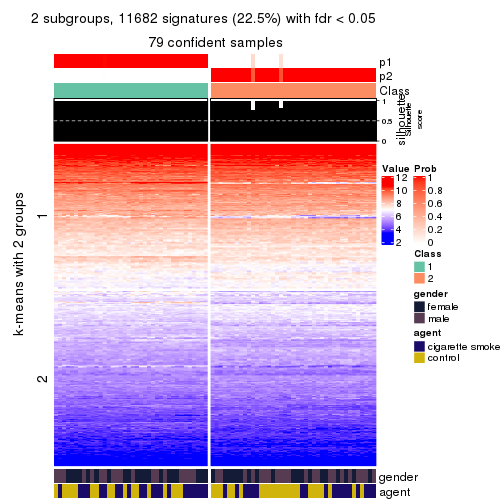 2 subgroups, 11682 signatures (22.5%) with fdr < 0.05
79 confident samples
p1
p2
Class
1
0.5
0
silhouette
Silhouette
score
k-means with 2 groups
1
2
Value
12
10
8
6
4
2
Prob
1
0.8
0.6
0.4
0.2
0
Class
1
2
gender
female
male
agent
cigarette smoke
control
gender
agent